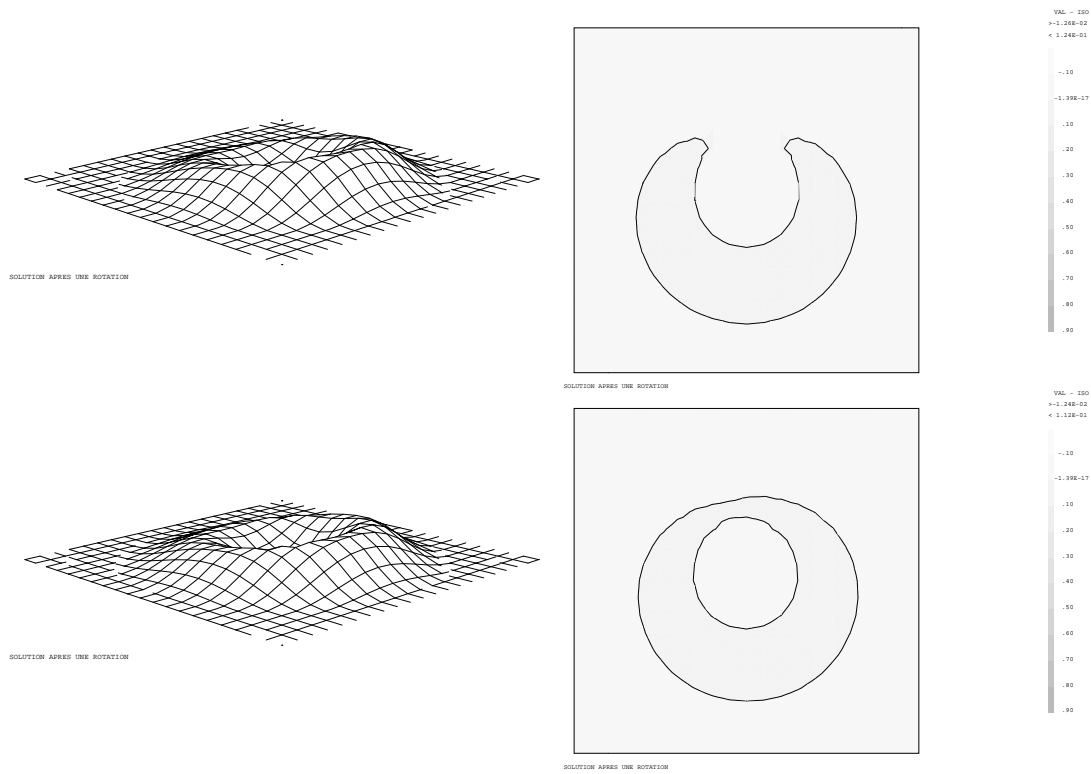 VAL - ISO
>-1.26E-02
< 1.24E-01
-.10
-1.39E-17
.10
.20
.30
.40
.50
.60
.70
.80
.90
SOLUTION APRES UNE ROTATION
SOLUTION APRES UNE ROTATION
VAL - ISO
>-1.24E-02
< 1.12E-01
-.10
-1.39E-17
.10
.20
.30
.40
.50
.60
.70
.80
.90
SOLUTION APRES UNE ROTATION
SOLUTION APRES UNE ROTATION